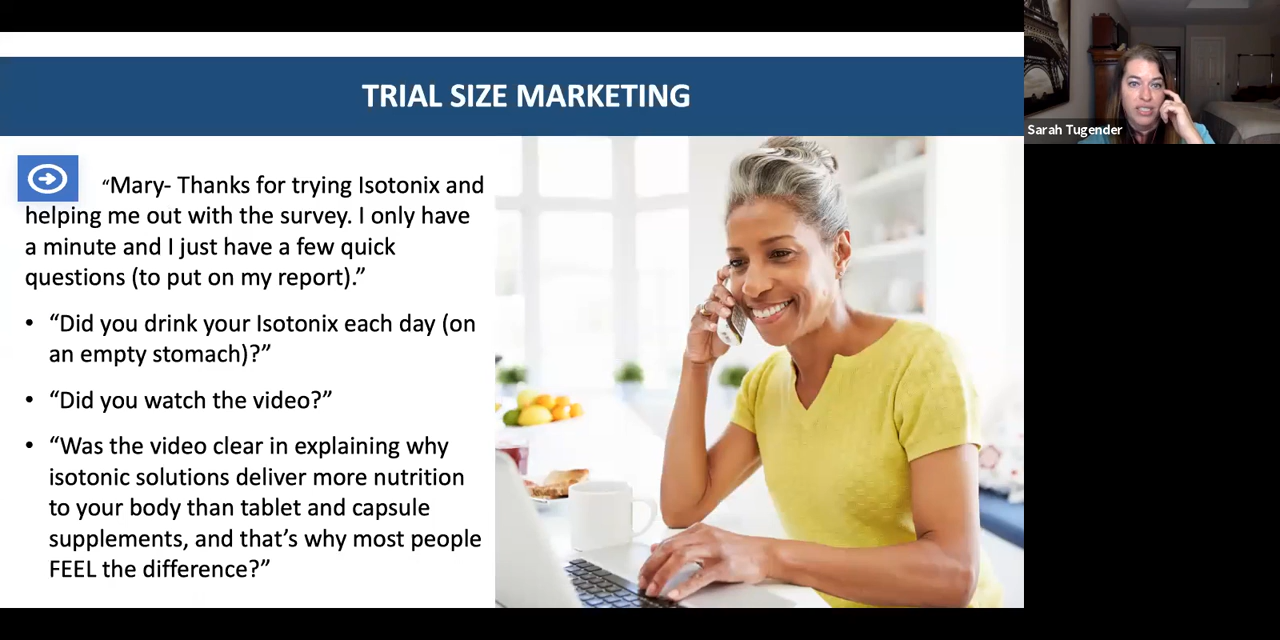 TRIAL SIZE MARKETING
Sarah Tugender
“Mary- Thanks for trying Isotonix and
helping me out with the survey. I only have
a minute and I just have a few quick
questions (to put on my report).”
• “Did you drink your Isotonix each day (on
an empty stomach)?”
• “Did you watch the video?”
• “Was the video clear in explaining why
isotonic solutions deliver more nutrition
to your body than tablet and capsule
supplements, and that’s why most people
FEEL the difference?”